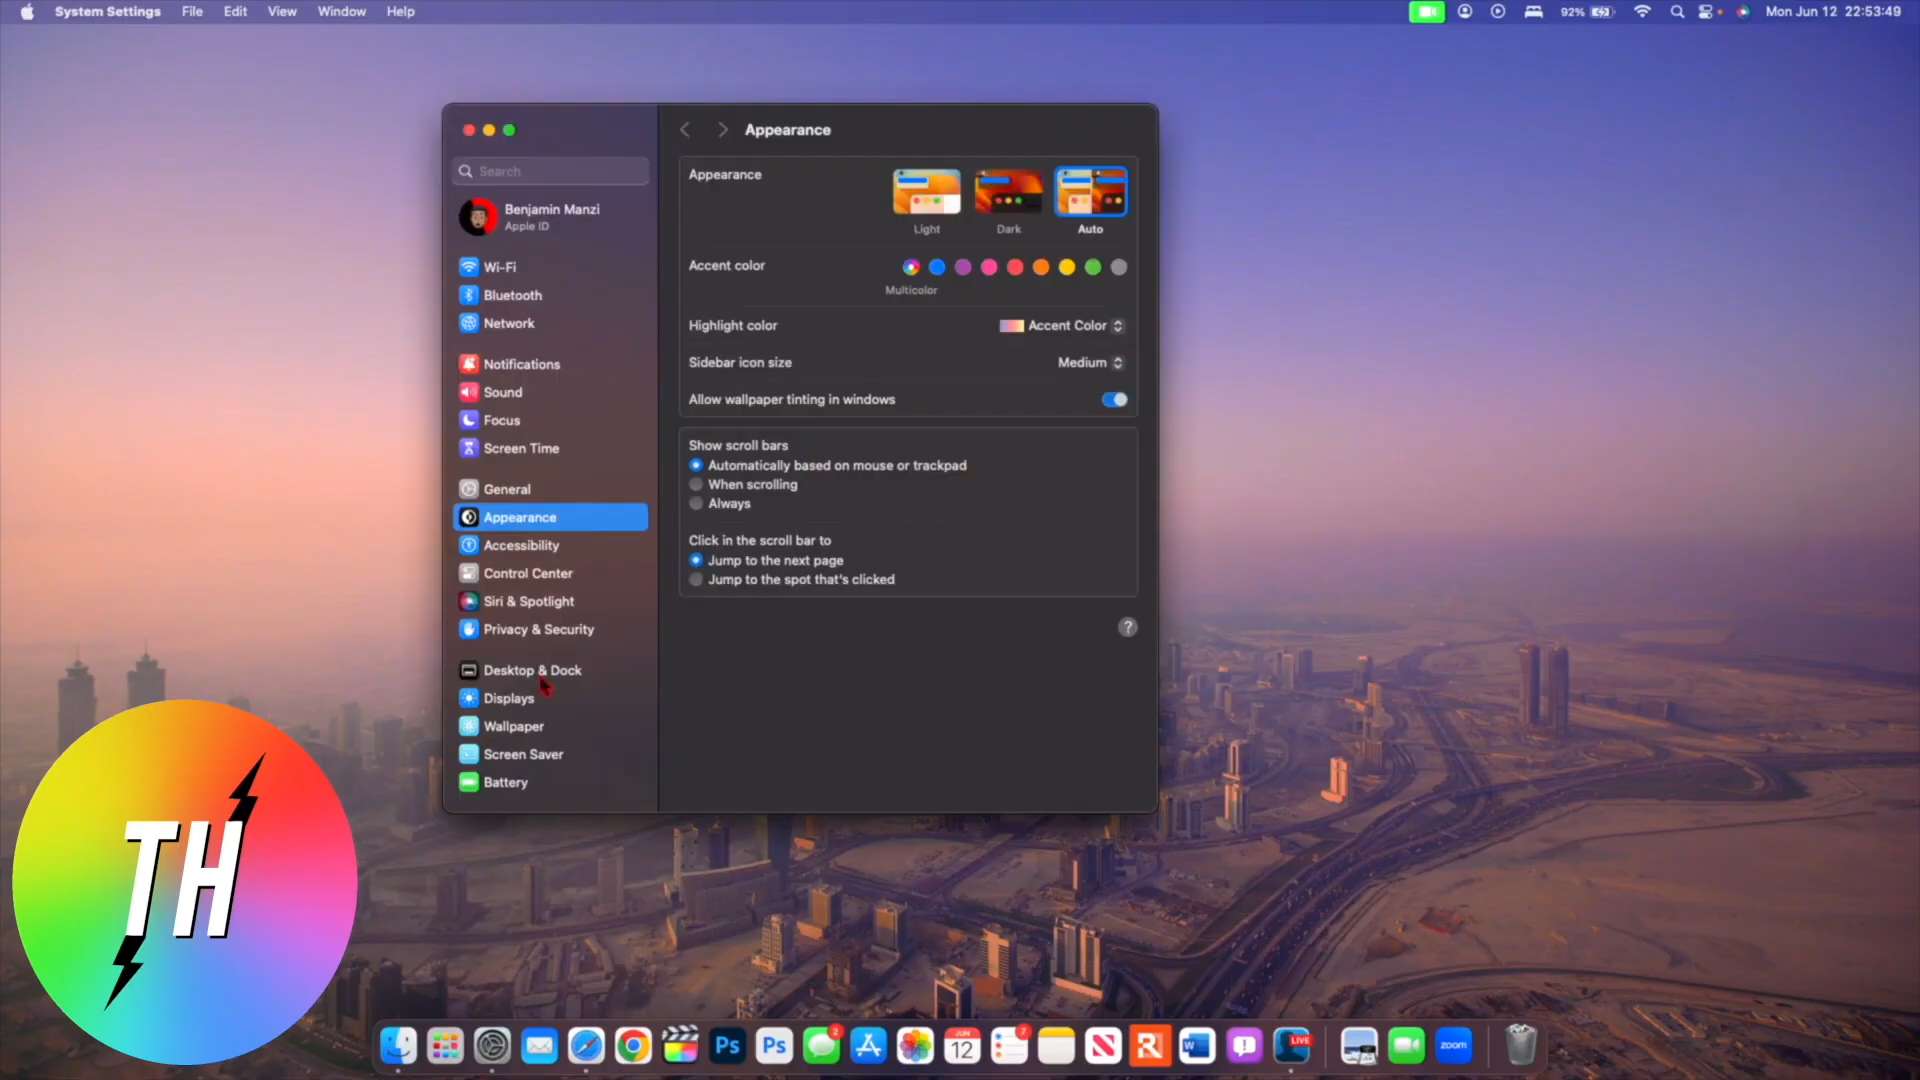 System Settings File Edit View Window Help
92% Mon Jun 12 22:53:49
Search
Benjamin Manzi
Apple ID
Wi-Fi
Bluetooth
Network
Notifications
Sound
Focus
Screen Time
General
Appearance
Accessibility
Control Center
Siri & Spotlight
Privacy & Security
Desktop & Dock
Displays
Wallpaper
Screen Saver
Battery
Appearance
Appearance
Light Dark Auto
Accent color
Multicolor
Highlight color Accent Color
Sidebar icon size Medium
Allow wallpaper tinting in windows
Show scroll bars
Automatically based on mouse or trackpad
When scrolling
Always
Click in the scroll bar to
Jump to the next page
Jump to the spot that's clicked
?
TH
Ps Ps 2 JUN 12 7 N R W LIVE zoom